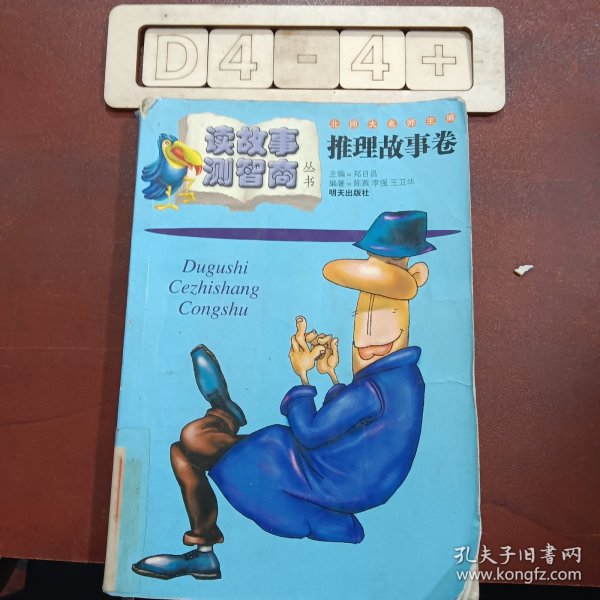 D4-4+
北师大名师主编
读故事
测智商
丛书
推理故事卷
主编=郑日昌
编著=陈燕 李强 王卫华
明天出版社
Dugushi
Cezhishang
Congshu
孔夫子旧书网
www.kongfz.com